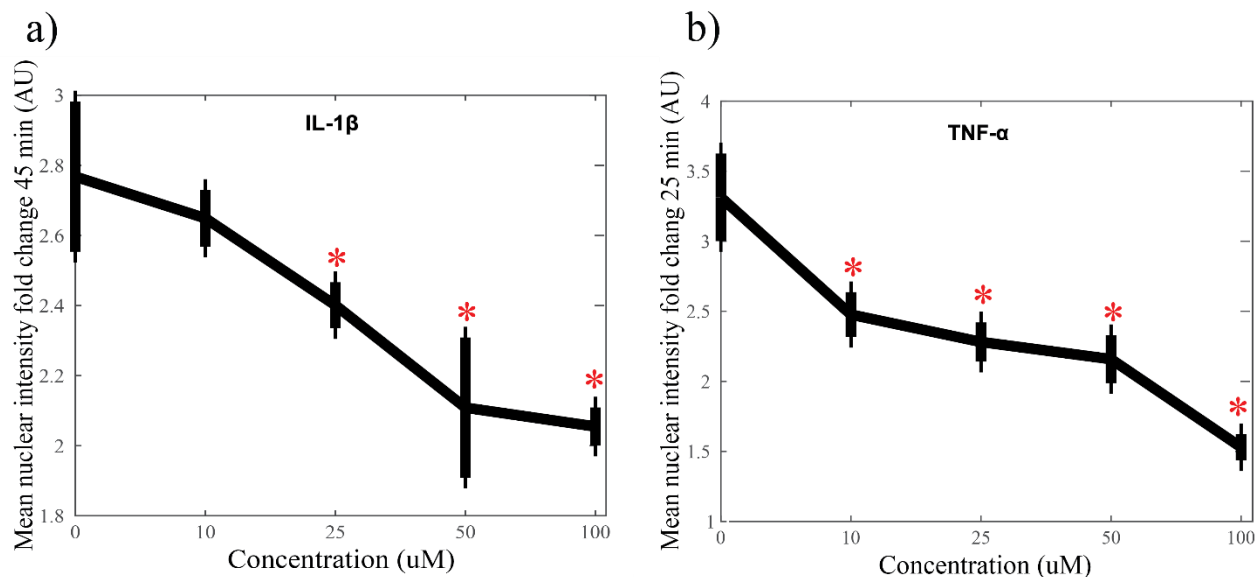 a)
Mean nuclear intensity fold change 45 min (AU)
IL-1β
3
2.8
2.6
2.4
2.2
2
1.8
*
*
*
0 10 25 50 100
Concentration (uM)
b)
Mean nuclear intensity fold chang 25 min (AU)
TNF-α
4
3.5
3
2.5
2
1.5
1
*
*
*
*
0 10 25 50 100
Concentration (uM)